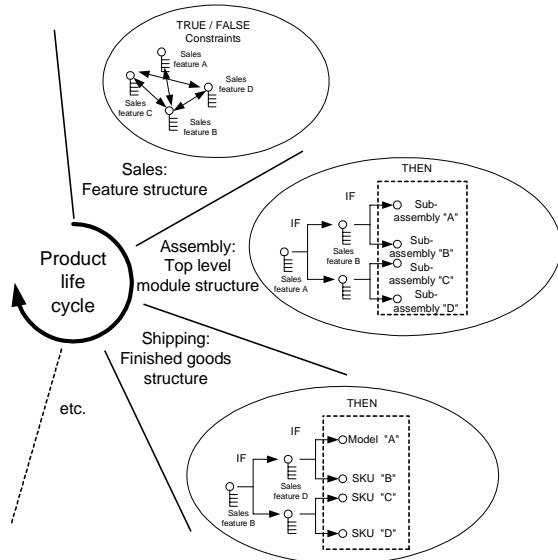 TRUE / FALSE
Constraints
Sales
feature A
Sales
feature D
Sales
feature C
Sales
feature B
Sales:
Feature structure
THEN
IF
IF
Sub-
assembly "A"
Sub-
assembly "B"
Sub-
assembly "C"
Sub-
assembly "D"
Sales
feature B
Sales
feature A
Product
life
cycle
Assembly:
Top level
module structure
Shipping:
Finished goods
structure
etc.
THEN
IF
IF
Model "A"
SKU "B"
SKU "C"
SKU "D"
Sales
feature D
Sales
feature B